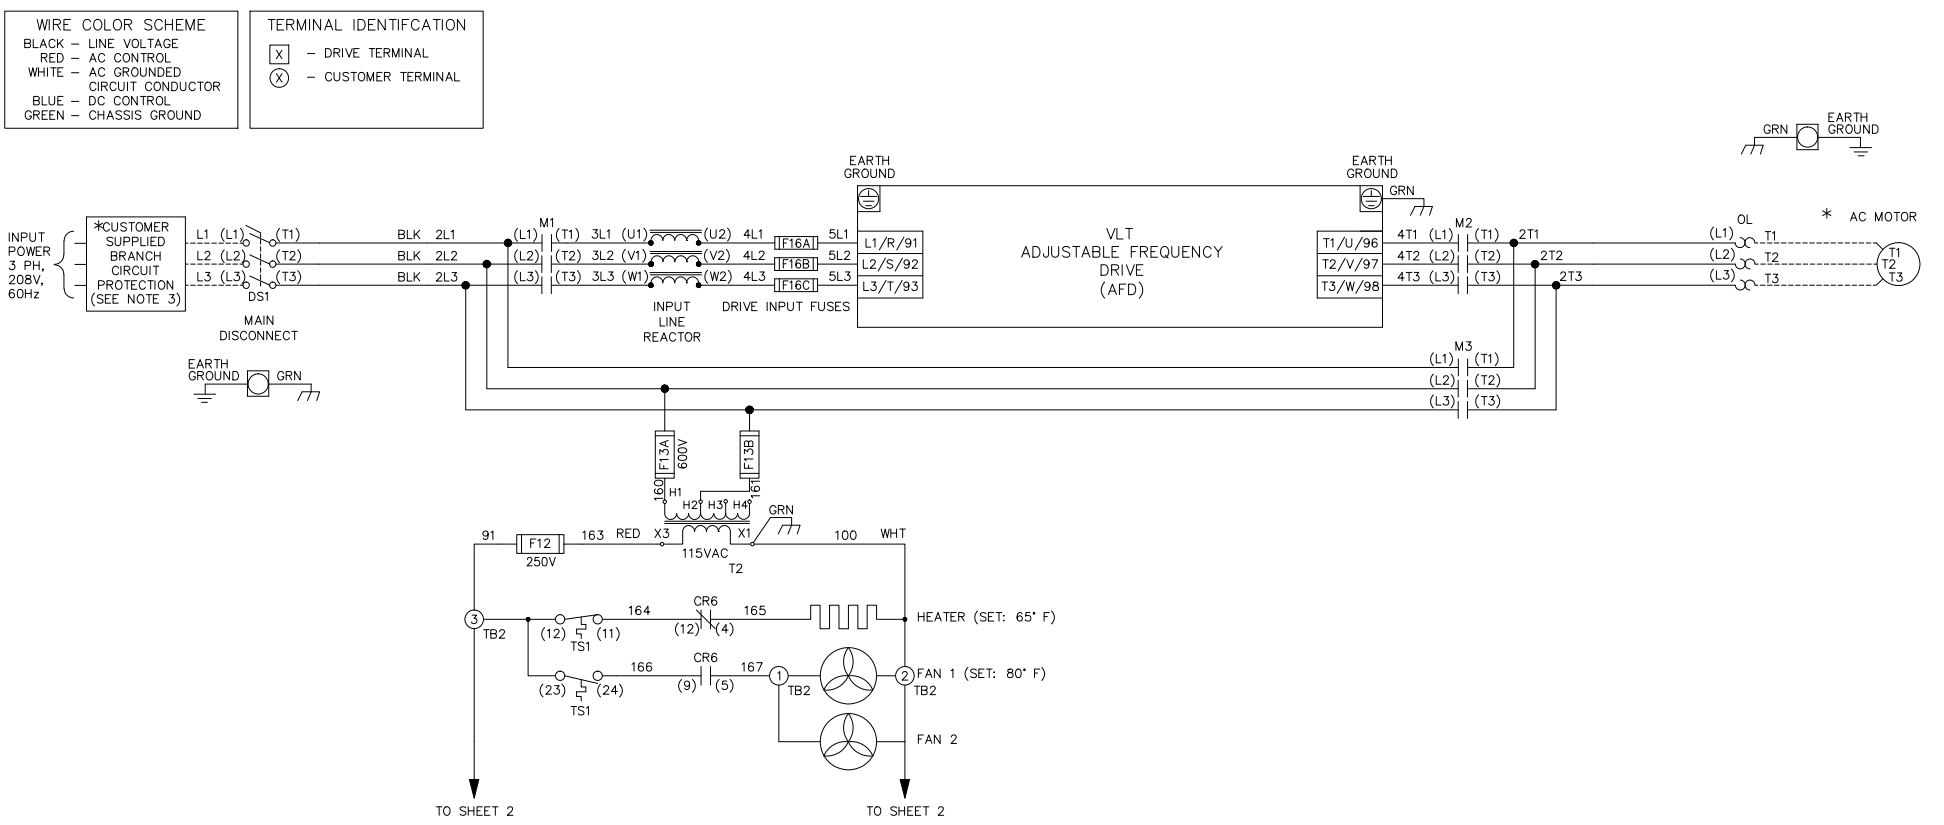 WIRE COLOR SCHEME
BLACK – LINE VOLTAGE
RED – AC CONTROL
WHITE – AC GROUNDED
CIRCUIT CONDUCTOR
BLUE – DC CONTROL
GREEN – CHASSIS GROUND
TERMINAL IDENTIFCATION
X – DRIVE TERMINAL
X – CUSTOMER TERMINAL
INPUT
POWER
3 PH,
208V,
60Hz
*CUSTOMER
SUPPLIED
BRANCH
CIRCUIT
PROTECTION
(SEE NOTE 3)
L1 (L1) (T1) BLK 2L1 (L1) M1 (T1) 3L1 (U1) (U2) 4L1 F16A 5L1 L1/R/91
L2 (L2) (T2) BLK 2L2 (L2) (T2) 3L2 (V1) (V2) 4L2 F16B 5L2 L2/S/92
L3 (L3) (T3) BLK 2L3 (L3) (T3) 3L3 (W1) (W2) 4L3 F16C 5L3 L3/T/93
DS1
MAIN
DISCONNECT
INPUT
LINE
REACTOR
DRIVE INPUT FUSES
EARTH
GROUND
GRN
EARTH
GROUND
VLT
ADJUSTABLE FREQUENCY
DRIVE
(AFD)
EARTH
GROUND
GRN
T1/U/96 4T1 (L1) M2 (T1) 2T1 (L1) OL T1
T2/V/97 4T2 (L2) (T2) 2T2 (L2) T2
T3/W/98 4T3 (L3) (T3) 2T3 (L3) T3
GRN
EARTH
GROUND
* AC MOTOR
T1
T2
T3
M3
(L1) (T1)
(L2) (T2)
(L3) (T3)
F13A
600V
F13B
160
161
H1
H2 H3 H4
GRN
91 F12 163 RED X3 X1 100 WHT
250V
115VAC
T2
3
TB2
(12) (11)
TS1
164
CR6
(12) (4)
165
HEATER (SET: 65° F)
(23) (24)
TS1
166
CR6
(9) (5)
167
1
TB2
2
TB2
FAN 1 (SET: 80° F)
FAN 2
TO SHEET 2
TO SHEET 2